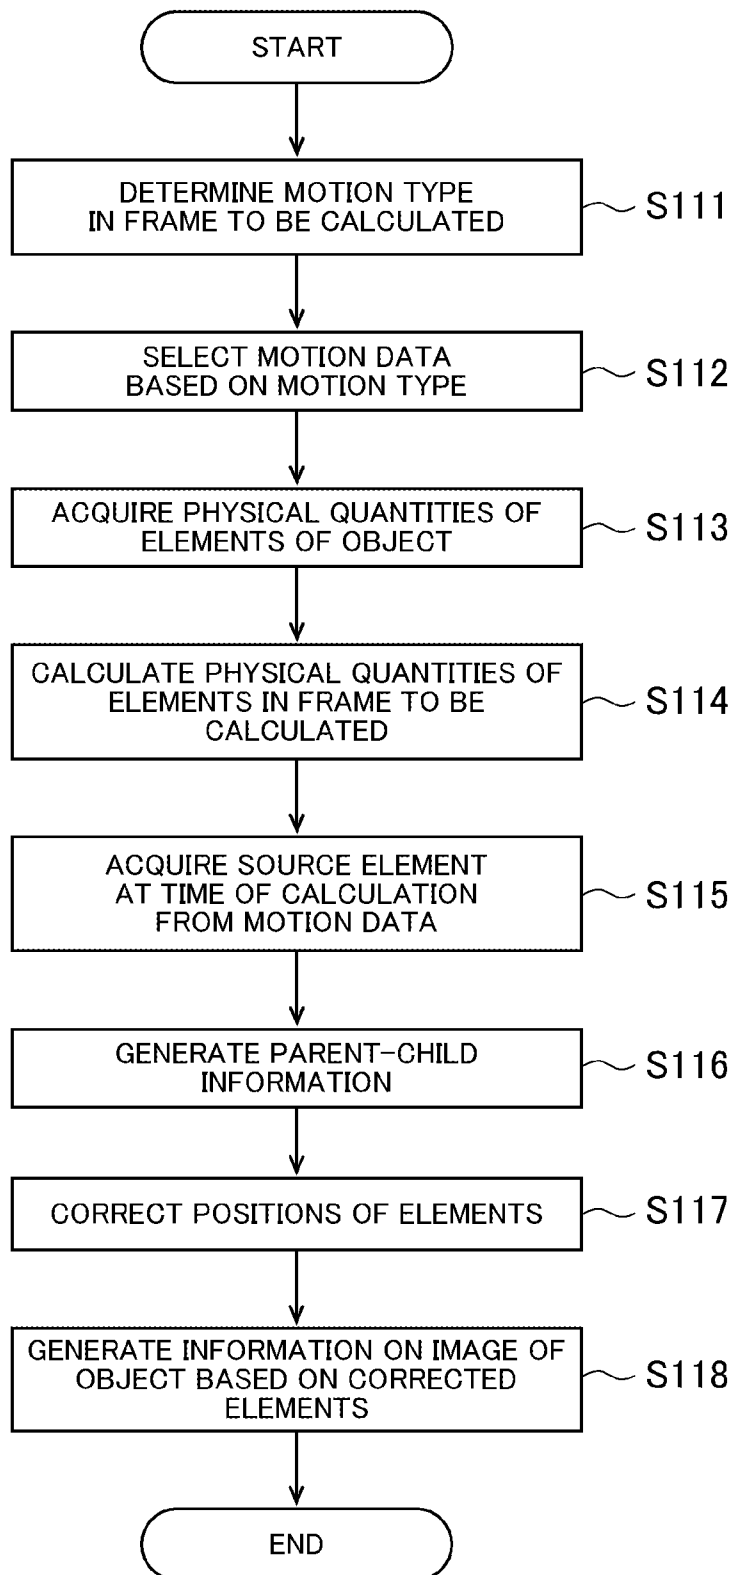 START
DETERMINE MOTION TYPE
IN FRAME TO BE CALCULATED
S111
SELECT MOTION DATA
BASED ON MOTION TYPE
S112
ACQUIRE PHYSICAL QUANTITIES OF
ELEMENTS OF OBJECT
S113
CALCULATE PHYSICAL QUANTITIES OF
ELEMENTS IN FRAME TO BE
CALCULATED
S114
ACQUIRE SOURCE ELEMENT
AT TIME OF CALCULATION
FROM MOTION DATA
S115
GENERATE PARENT-CHILD
INFORMATION
S116
CORRECT POSITIONS OF ELEMENTS
S117
GENERATE INFORMATION ON IMAGE OF
OBJECT BASED ON CORRECTED
ELEMENTS
S118
END